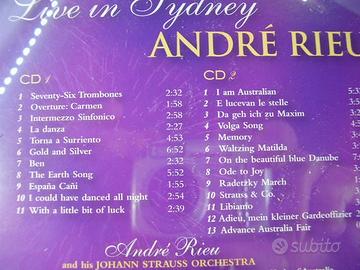 Live in Sydney
ANDRÉ RIEU
CD 1
1 Seventy-Six Trombones 2:32
2 Overture: Carmen 1:58
3 Intermezzo Sinfonico 2:58
4 La danza 2:27
5 Torna a Surriento 4:53
6 Gold and Silver 6:52
7 Ben 2:22
8 The Earth Song 5:52
9 España Cañi 1:55
10 I could have danced all night 2:54
11 With a little bit of luck 2:39
CD 2
1 I am Australian 5:3
2 E lucevan le stelle
3 Da geh ich zu Maxim
4 Volga Song
5 Memory
6 Waltzing Matilda
7 On the beautiful blue Danube
8 Ode to Joy
9 Radetzky March
10 Strauss & Co.
11 Libiamo
12 Adieu, mein kleiner Gardeoffizier
13 Advance Australia Fair
André Rieu
and his JOHANN STRAUSS ORCHESTRA
subito